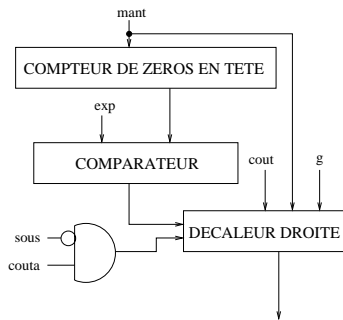 mant
COMPTEUR DE ZEROS EN TETE
exp
COMPARATEUR
cout
g
sous
DECALEUR DROITE
couta